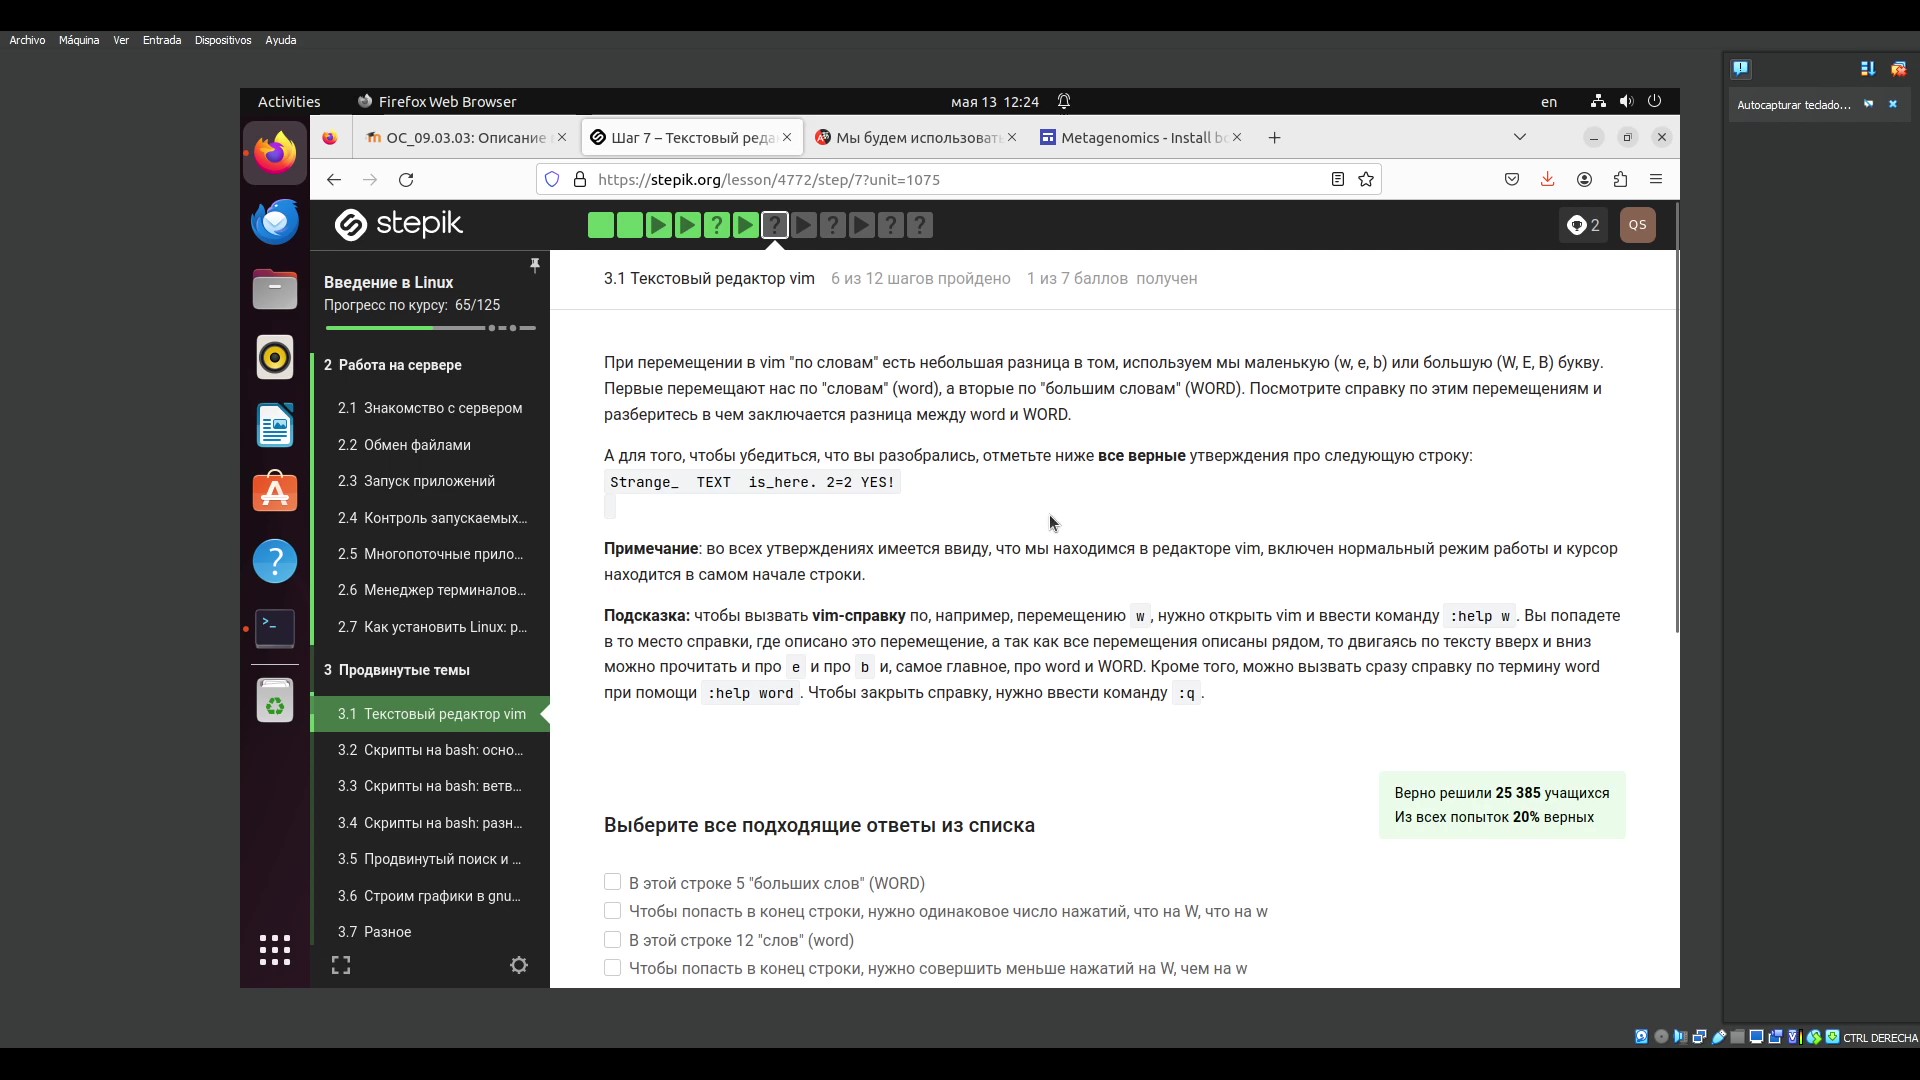 Archivo Máquina Ver Entrada Dispositivos Ayuda
Autocapturar teclado...
Activities Firefox Web Browser мая 13 12:24 en
ОС_09.03.03: Описание
Шаг 7 – Текстовый реда
Мы будем использоват
Metagenomics - Install bo
https://stepik.org/lesson/4772/step/7?unit=1075
stepik
2 QS
Введение в Linux
Прогресс по курсу: 65/125
2 Работа на сервере
2.1 Знакомство с сервером
2.2 Обмен файлами
2.3 Запуск приложений
2.4 Контроль запускаемых...
2.5 Многопоточные прило...
2.6 Менеджер терминалов...
2.7 Как установить Linux: р...
3 Продвинутые темы
3.1 Текстовый редактор vim
3.2 Скрипты на bash: осно...
3.3 Скрипты на bash: ветв...
3.4 Скрипты на bash: разн...
3.5 Продвинутый поиск и ...
3.6 Строим графики в gnu...
3.7 Разное
3.1 Текстовый редактор vim 6 из 12 шагов пройдено 1 из 7 баллов получен
При перемещении в vim "по словам" есть небольшая разница в том, используем мы маленькую (w, e, b) или большую (W, E, B) букву.
Первые перемещают нас по "словам" (word), а вторые по "большим словам" (WORD). Посмотрите справку по этим перемещениям и
разберитесь в чем заключается разница между word и WORD.
А для того, чтобы убедиться, что вы разобрались, отметьте ниже все верные утверждения про следующую строку:
Strange_  TEXT  is_here. 2=2 YES!
Примечание: во всех утверждениях имеется ввиду, что мы находимся в редакторе vim, включен нормальный режим работы и курсор
находится в самом начале строки.
Подсказка: чтобы вызвать vim-справку по, например, перемещению w, нужно открыть vim и ввести команду :help w. Вы попадете
в то место справки, где описано это перемещение, а так как все перемещения описаны рядом, то двигаясь по тексту вверх и вниз
можно прочитать и про e и про b и, самое главное, про word и WORD. Кроме того, можно вызвать сразу справку по термину word
при помощи :help word. Чтобы закрыть справку, нужно ввести команду :q.
Верно решили 25 385 учащихся
Из всех попыток 20% верных
Выберите все подходящие ответы из списка
В этой строке 5 "больших слов" (WORD)
Чтобы попасть в конец строки, нужно одинаковое число нажатий, что на W, что на w
В этой строке 12 "слов" (word)
Чтобы попасть в конец строки, нужно совершить меньше нажатий на W, чем на w
CTRL DERECHA